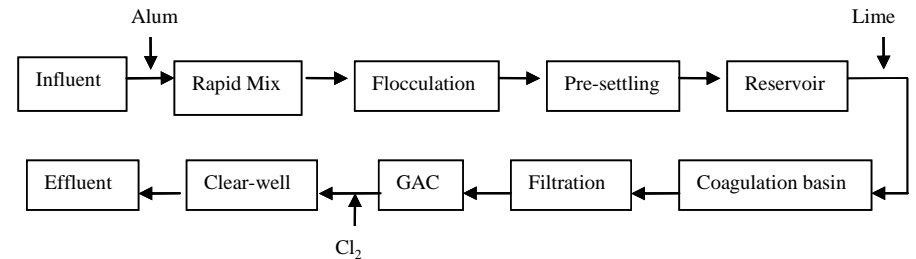 Alum
Lime
Influent
Rapid Mix
Flocculation
Pre-settling
Reservoir
Effluent
Clear-well
GAC
Filtration
Coagulation basin
Cl₂